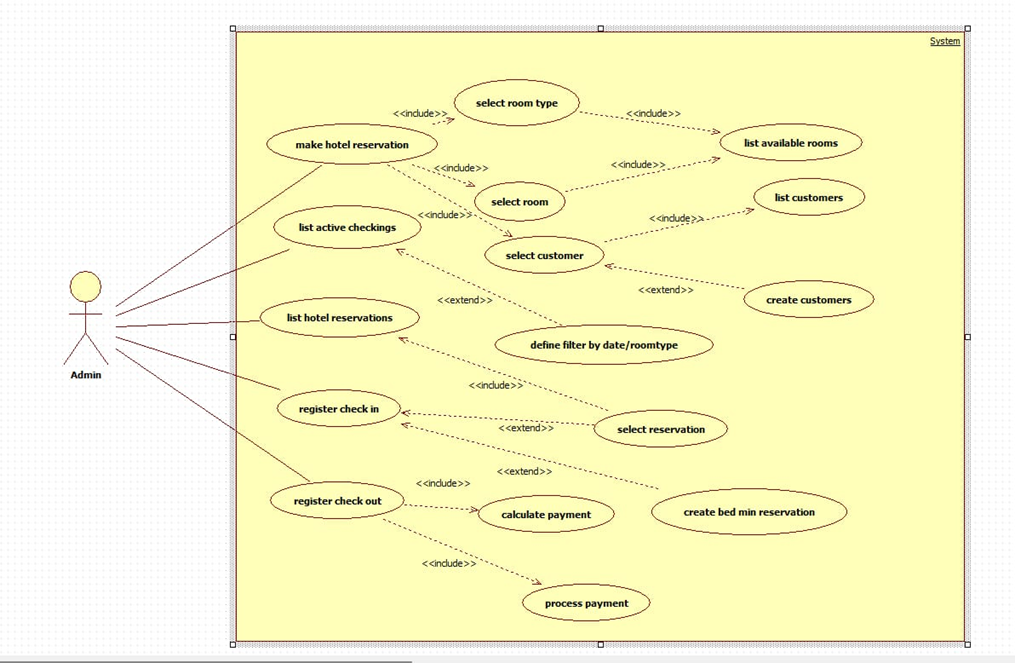 System
select room type
<<include>>
<<include>>
make hotel reservation
list available rooms
<<include>>
<<include>>
select room
list customers
<<include>>
<<include>>
list active checkings
select customer
<<extend>>
create customers
<<extend>>
list hotel reservations
define filter by date/roomtype
Admin
<<include>>
register check in
<<extend>>
select reservation
<<extend>>
<<include>>
register check out
calculate payment
create bed min reservation
<<include>>
process payment